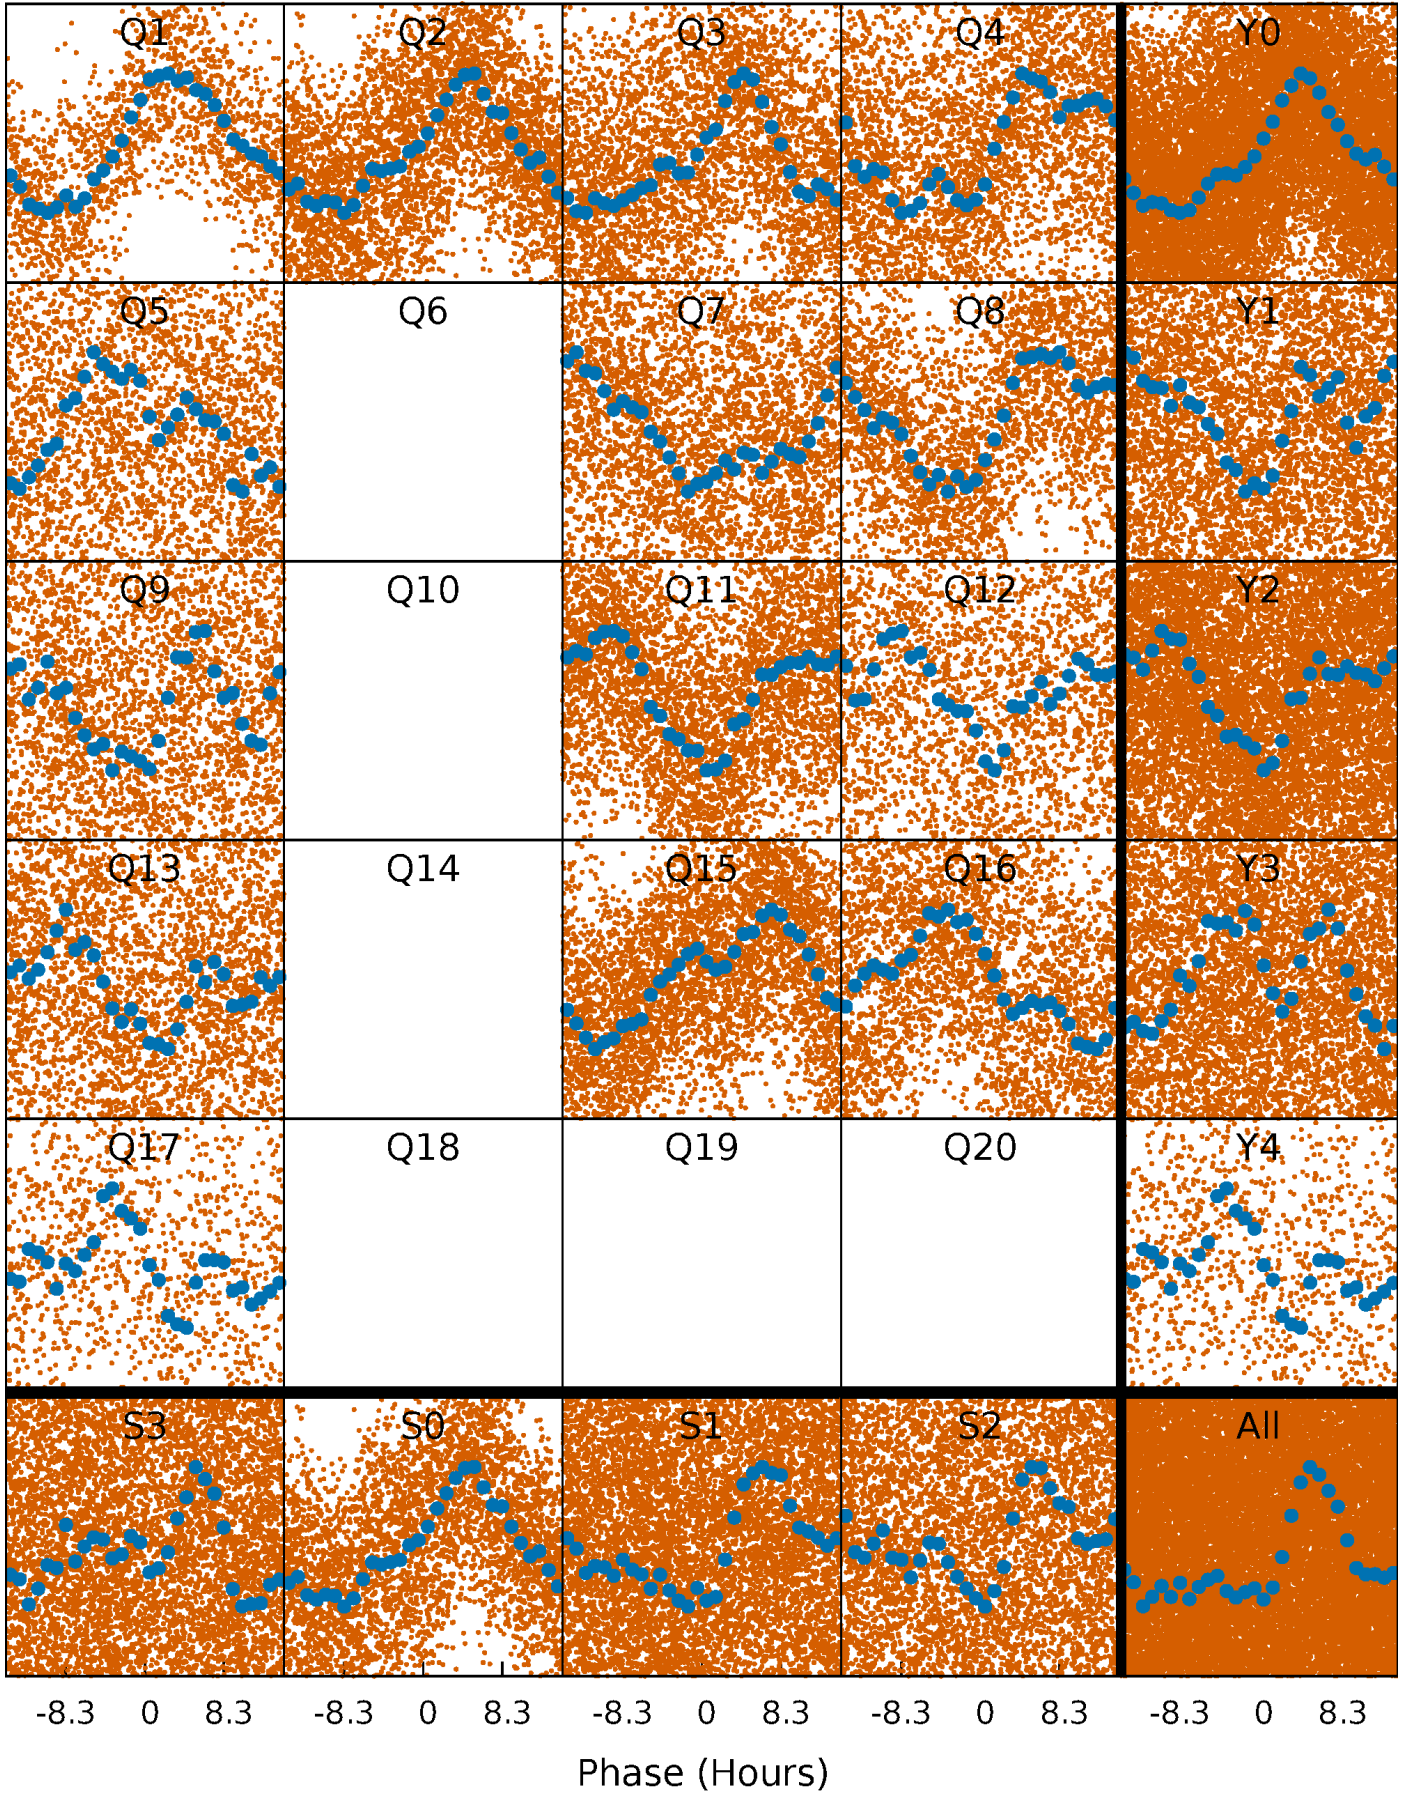 Q1 Q2 Q3 Q4 Y0
Q5 Q6 Q7 Q8 Y1
Q9 Q10 Q11 Q12 Y2
Q13 Q14 Q15 Q16 Y3
Q17 Q18 Q19 Q20 Y4
S3 S0 S1 S2 All
-8.3 0 8.3 -8.3 0 8.3 -8.3 0 8.3 -8.3 0 8.3 -8.3 0 8.3
Phase (Hours)